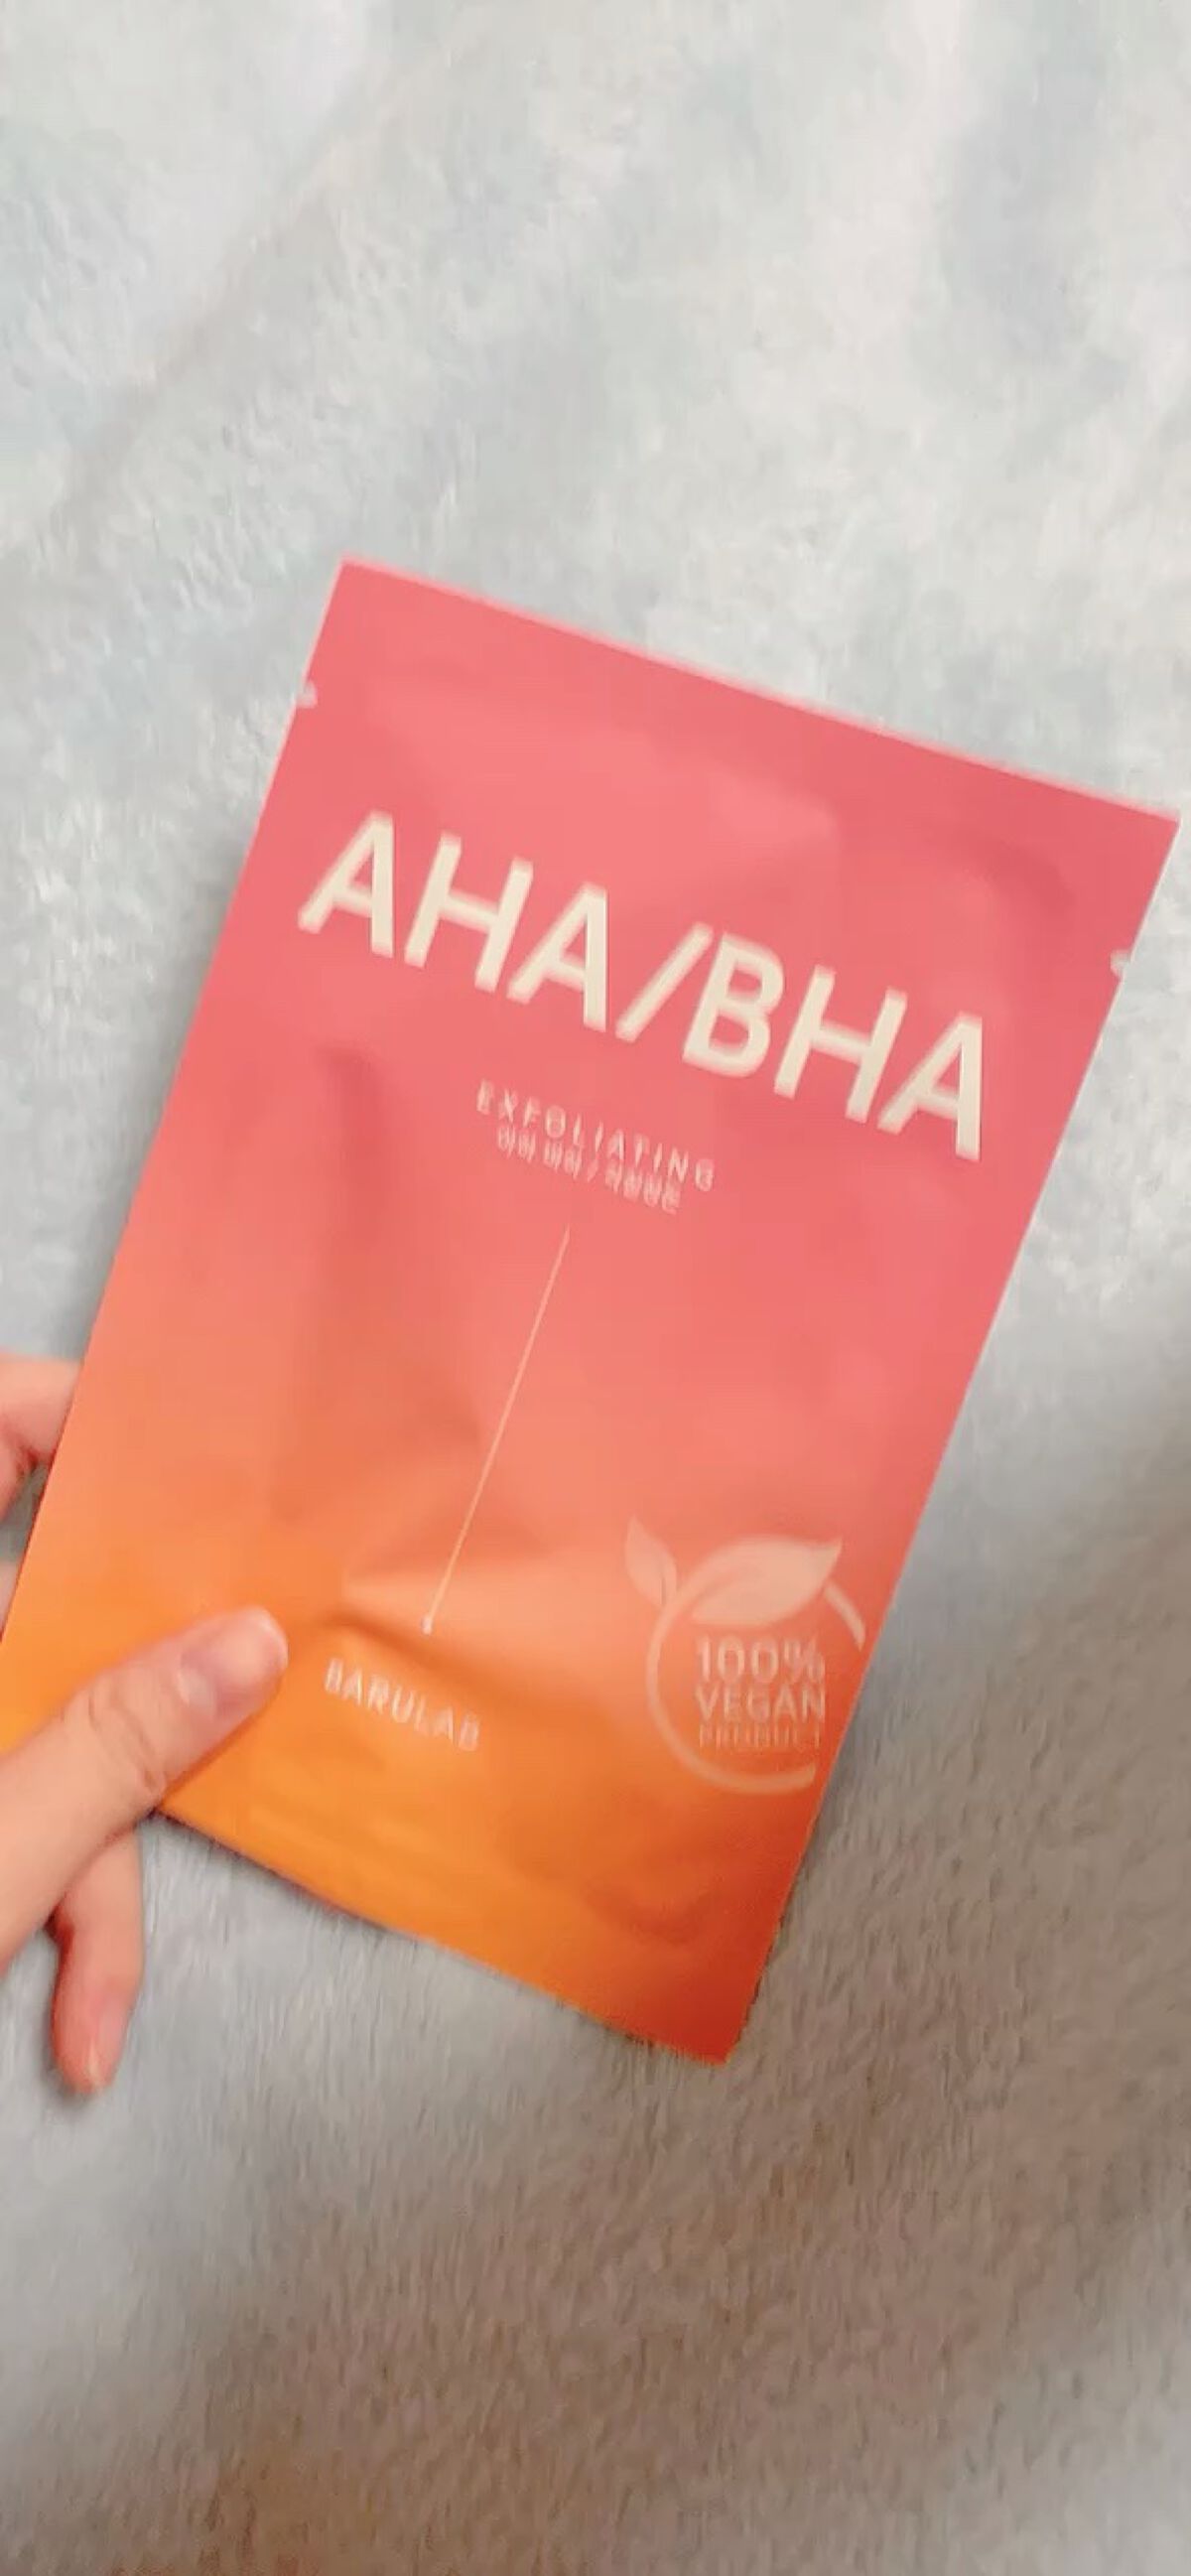 AHA/BHA
EXFOLIATING
BARULAB
100%
VEGAN
PRODUCT